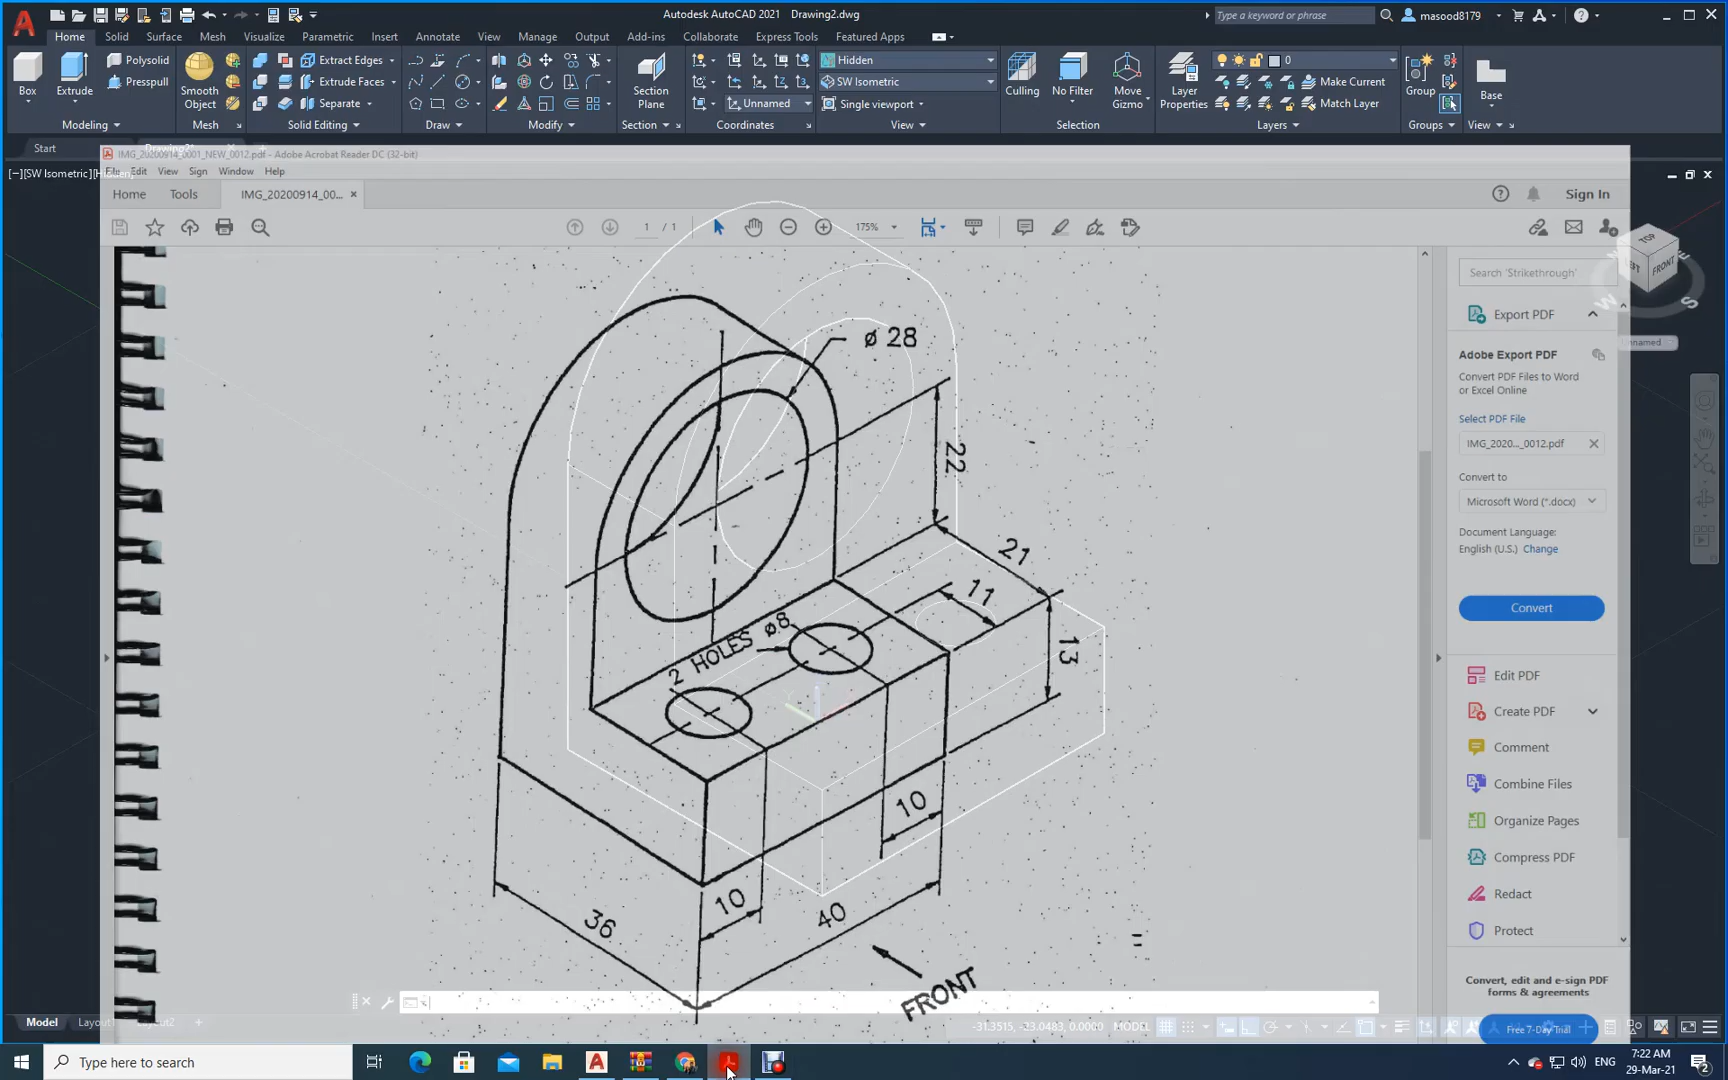 Autodesk AutoCAD 2021 Drawing2.dwg
Type a keyword or phrase
masood8179
Home Solid Surface Mesh Visualize Parametric Insert Annotate View Manage Output Add-ins Collaborate Express Tools Featured Apps
Polysolid
Presspull
Box
Extrude
Smooth Object
Extract Edges
Extrude Faces
Separate
Section Plane
Hidden
SW Isometric
Unnamed
Single viewport
Culling
No Filter
Move Gizmo
Layer Properties
0
Make Current
Match Layer
Group
Base
Modeling Mesh Solid Editing Draw Modify Section Coordinates View Selection Layers Groups View
Start
Drawing2*
[−][SW Isometric][Hidden]
IMG_20200914_0001_NEW_0012.pdf - Adobe Acrobat Reader DC (32-bit)
File Edit View Sign Window Help
Home Tools IMG_20200914_00...
Sign In
1 / 1
175%
TOP
LEFT
FRONT
W
S
Search 'Strikethrough'
Export PDF
Adobe Export PDF
Convert PDF Files to Word
or Excel Online
Select PDF File
IMG_2020..._0012.pdf
Convert to
Microsoft Word (*.docx)
Document Language:
English (U.S.) Change
Convert
Edit PDF
Create PDF
Comment
Combine Files
Organize Pages
Compress PDF
Redact
Protect
Convert, edit and e-sign PDF
forms & agreements
Free 7-Day Trial
ø 28
22
21
11
13
2 HOLES ø8
10
10
40
36
FRONT
Model
Layout1
Layout2
-31.3515, -23.0483, 0.0000 MODEL
Type here to search
ENG
7:22 AM
29-Mar-21
2